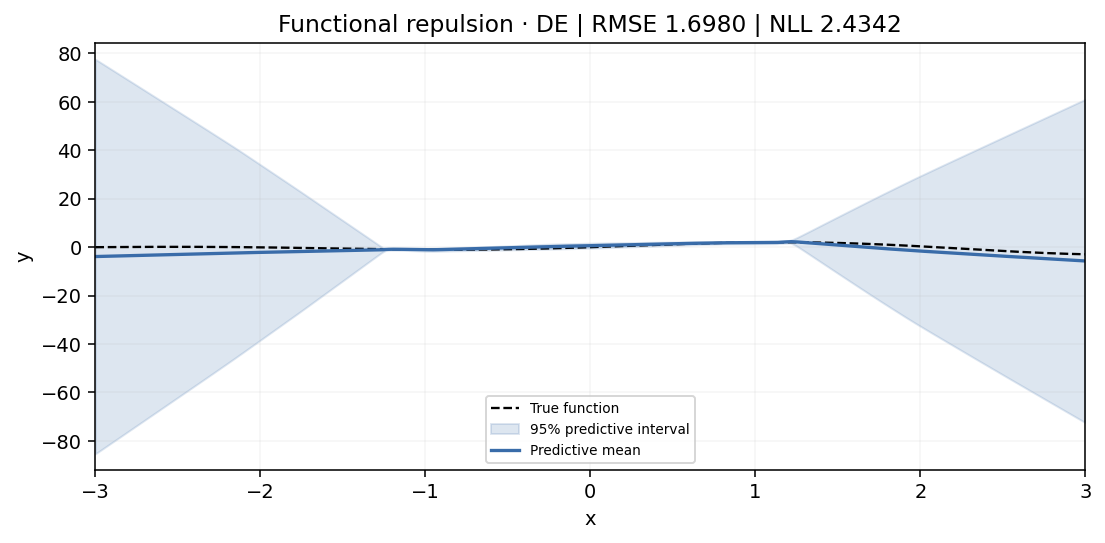 Functional repulsion · DE | RMSE 1.6980 | NLL 2.4342
80
60
40
20
0
−20
−40
−60
−80
y
True function
95% predictive interval
Predictive mean
−3
−2
−1
0
1
2
3
x